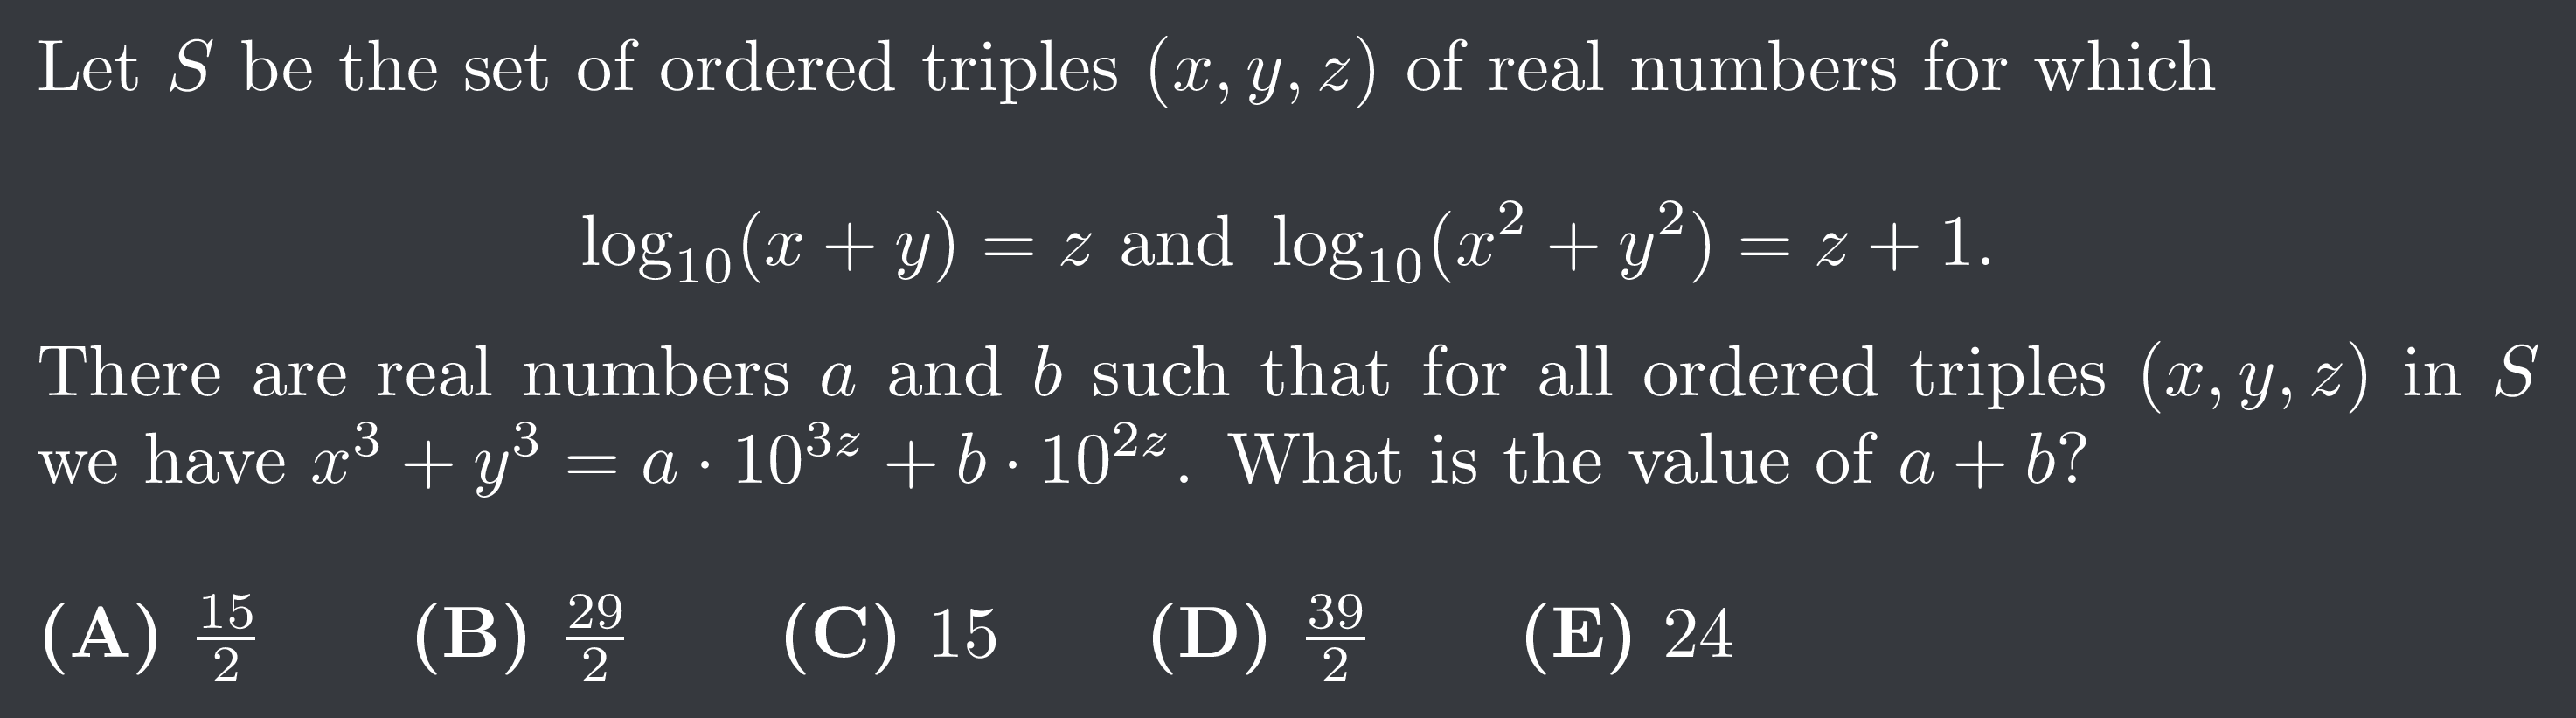 Let S be the set of ordered triples (x, y, z) of real numbers for which
log₁₀(x + y) = z and log₁₀(x² + y²) = z + 1.
There are real numbers a and b such that for all ordered triples (x, y, z) in S
we have x³ + y³ = a · 10³ᶻ + b · 10²ᶻ. What is the value of a + b?
(A) 15/2 (B) 29/2 (C) 15 (D) 39/2 (E) 24